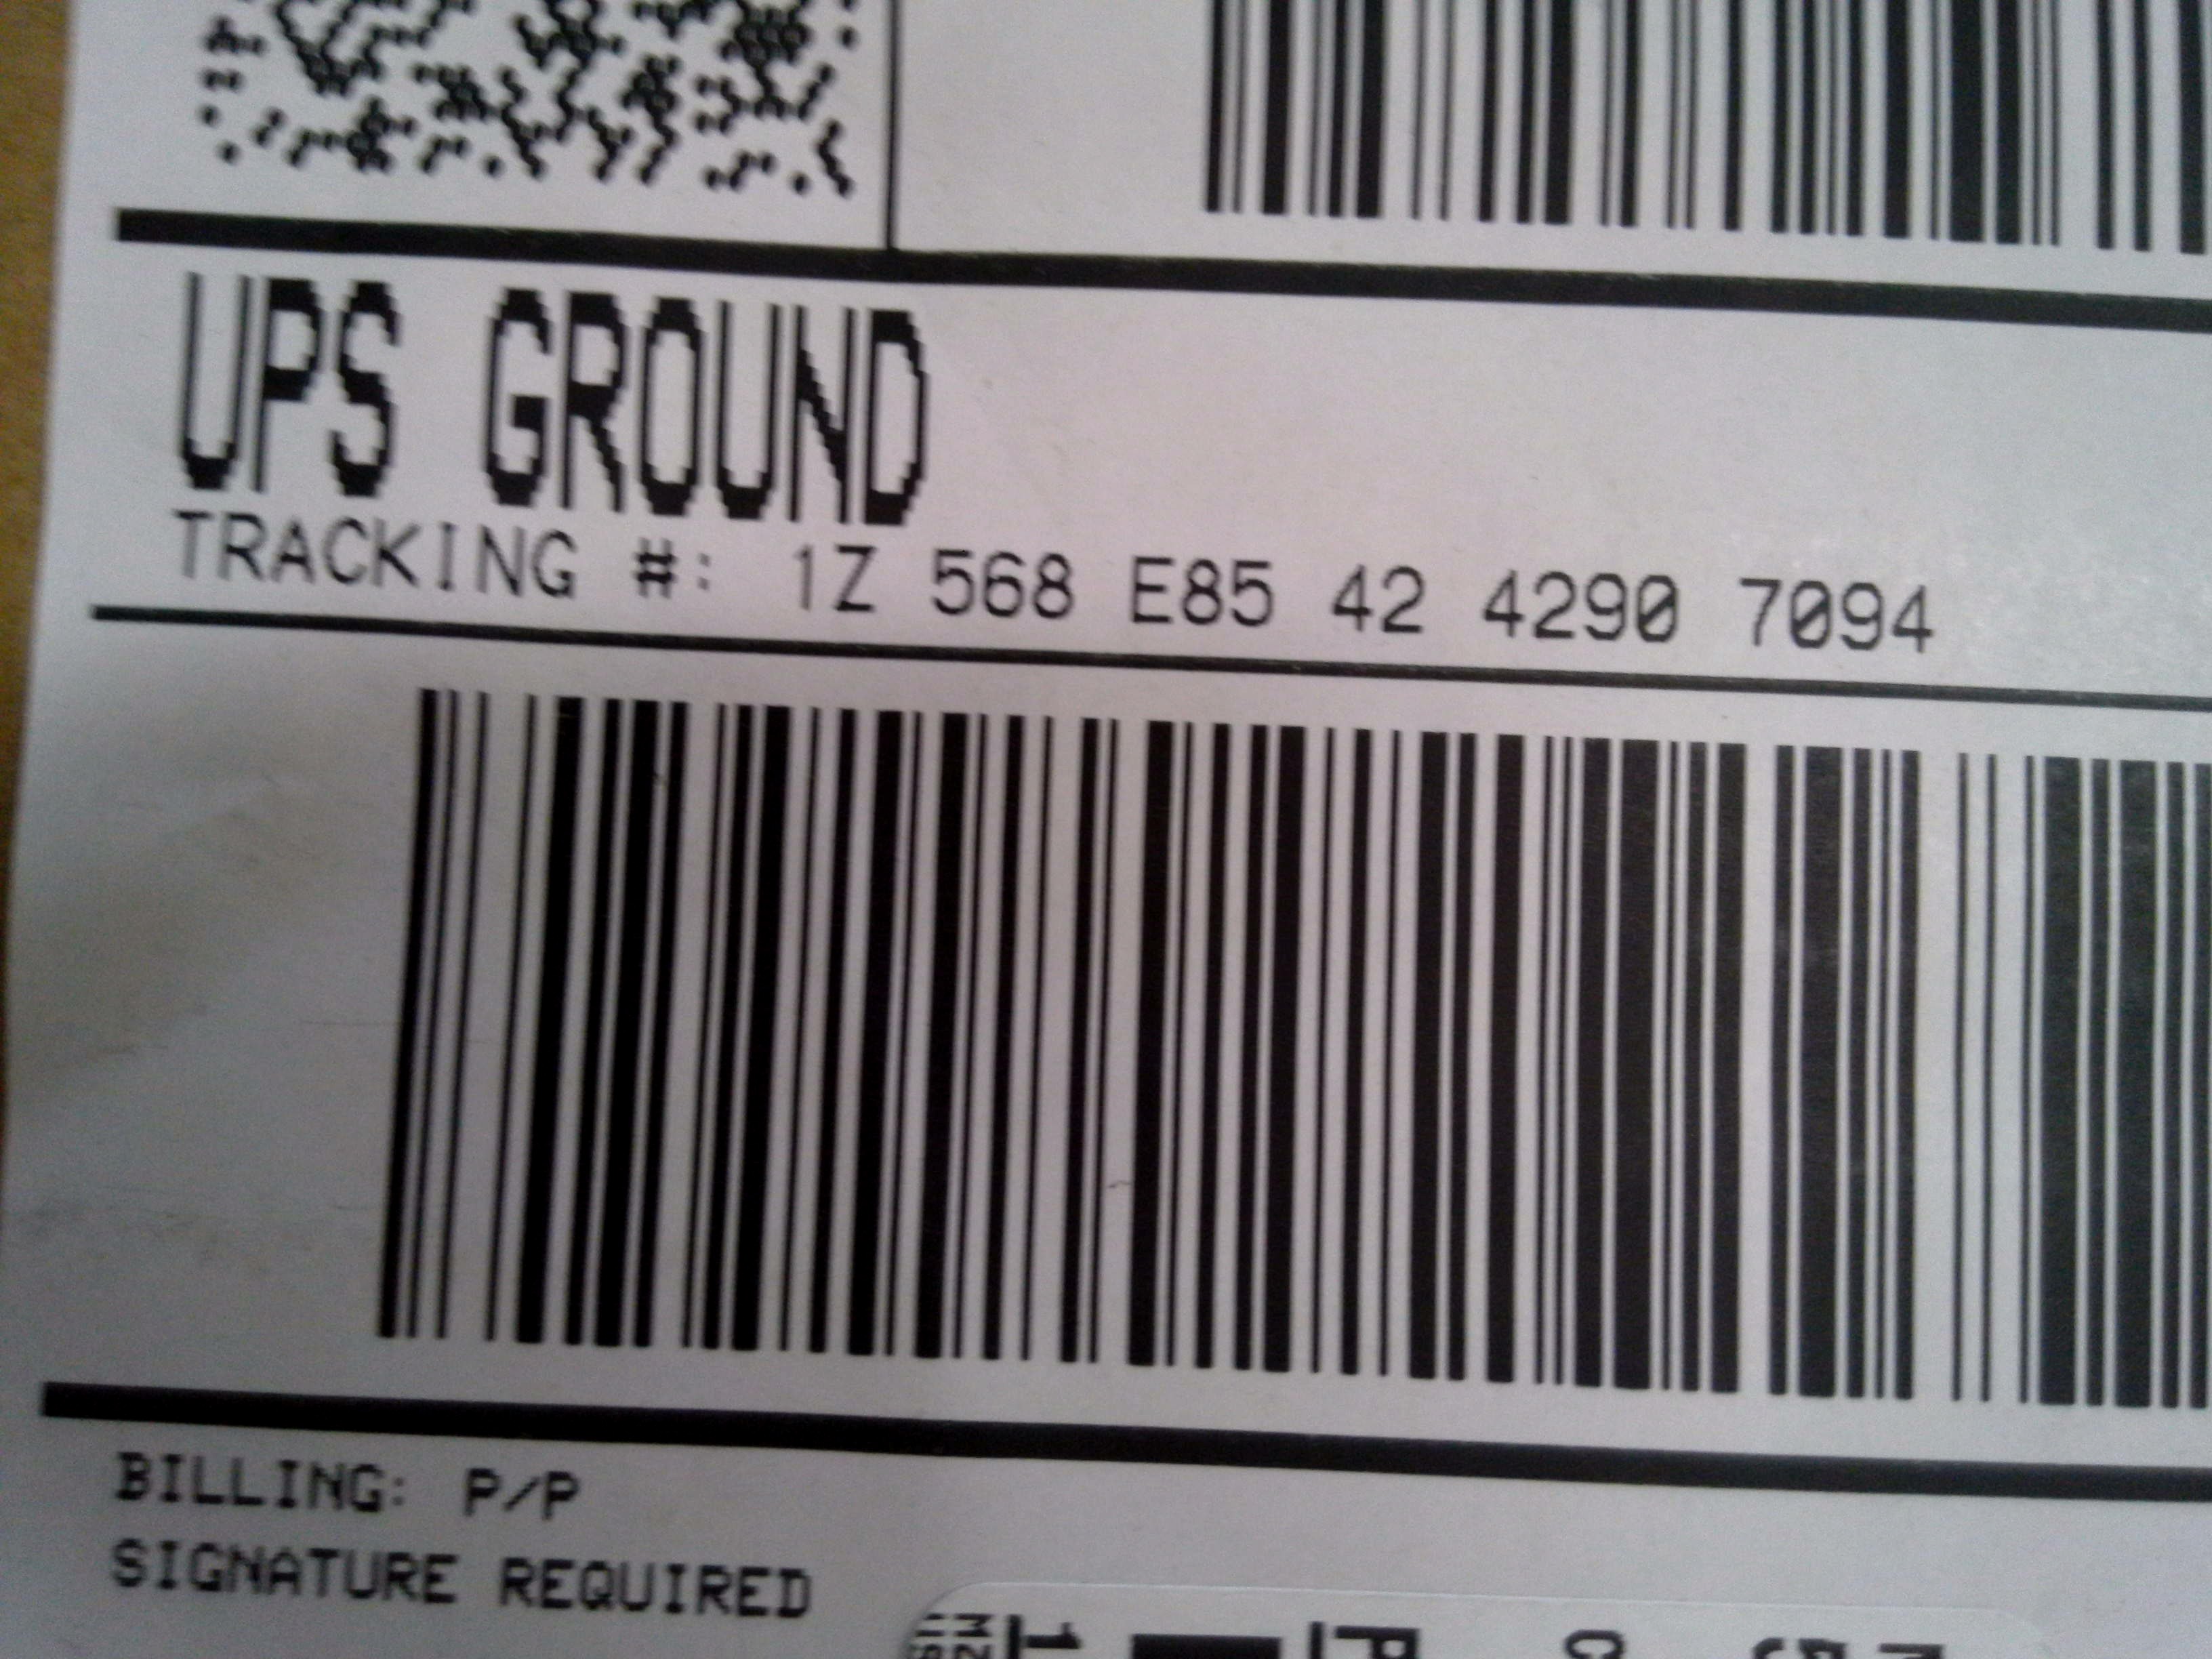 UPS GROUND
TRACKING #: 1Z 568 E85 42 4290 7094
BILLING: P/P
SIGNATURE REQUIRED